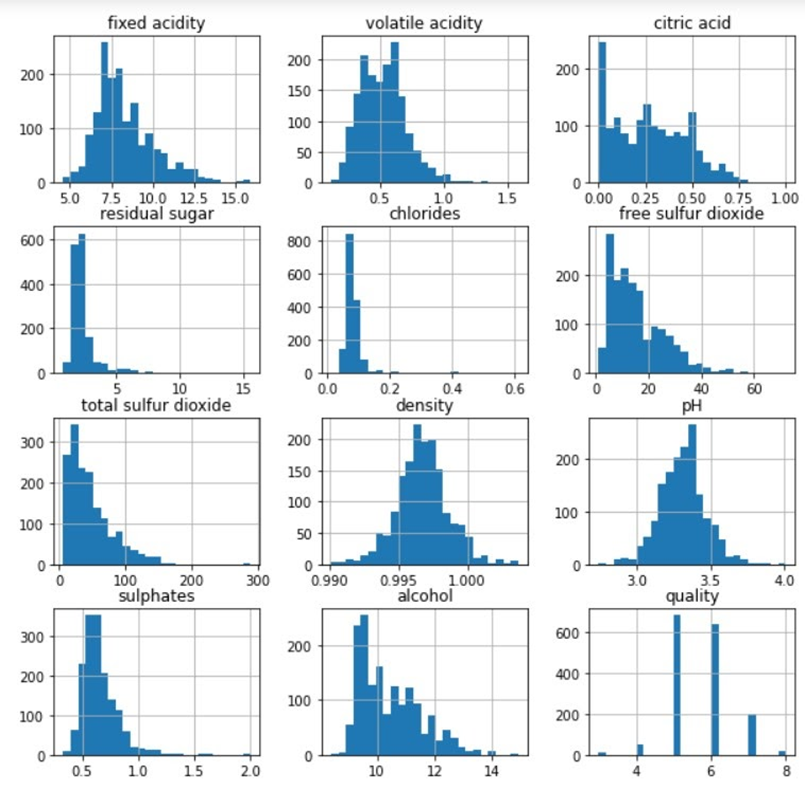 fixed acidity volatile acidity citric acid
200 200 200
150
100 100 100
50
0 0 0
5.0 7.5 10.0 12.5 15.0 0.5 1.0 1.5 0.00 0.25 0.50 0.75 1.00
residual sugar chlorides free sulfur dioxide
600 800
600 200
400
400 100
200
200
0 0 0
5 10 15 0.0 0.2 0.4 0.6 0 20 40 60
total sulfur dioxide density pH
300 200 200
200 150
100 100
100 50
0 0 0
0 100 200 300 0.990 0.995 1.000 3.0 3.5 4.0
sulphates alcohol quality
300 200 600
200 400
100 100 200
0 0 0
0.5 1.0 1.5 2.0 10 12 14 4 6 8